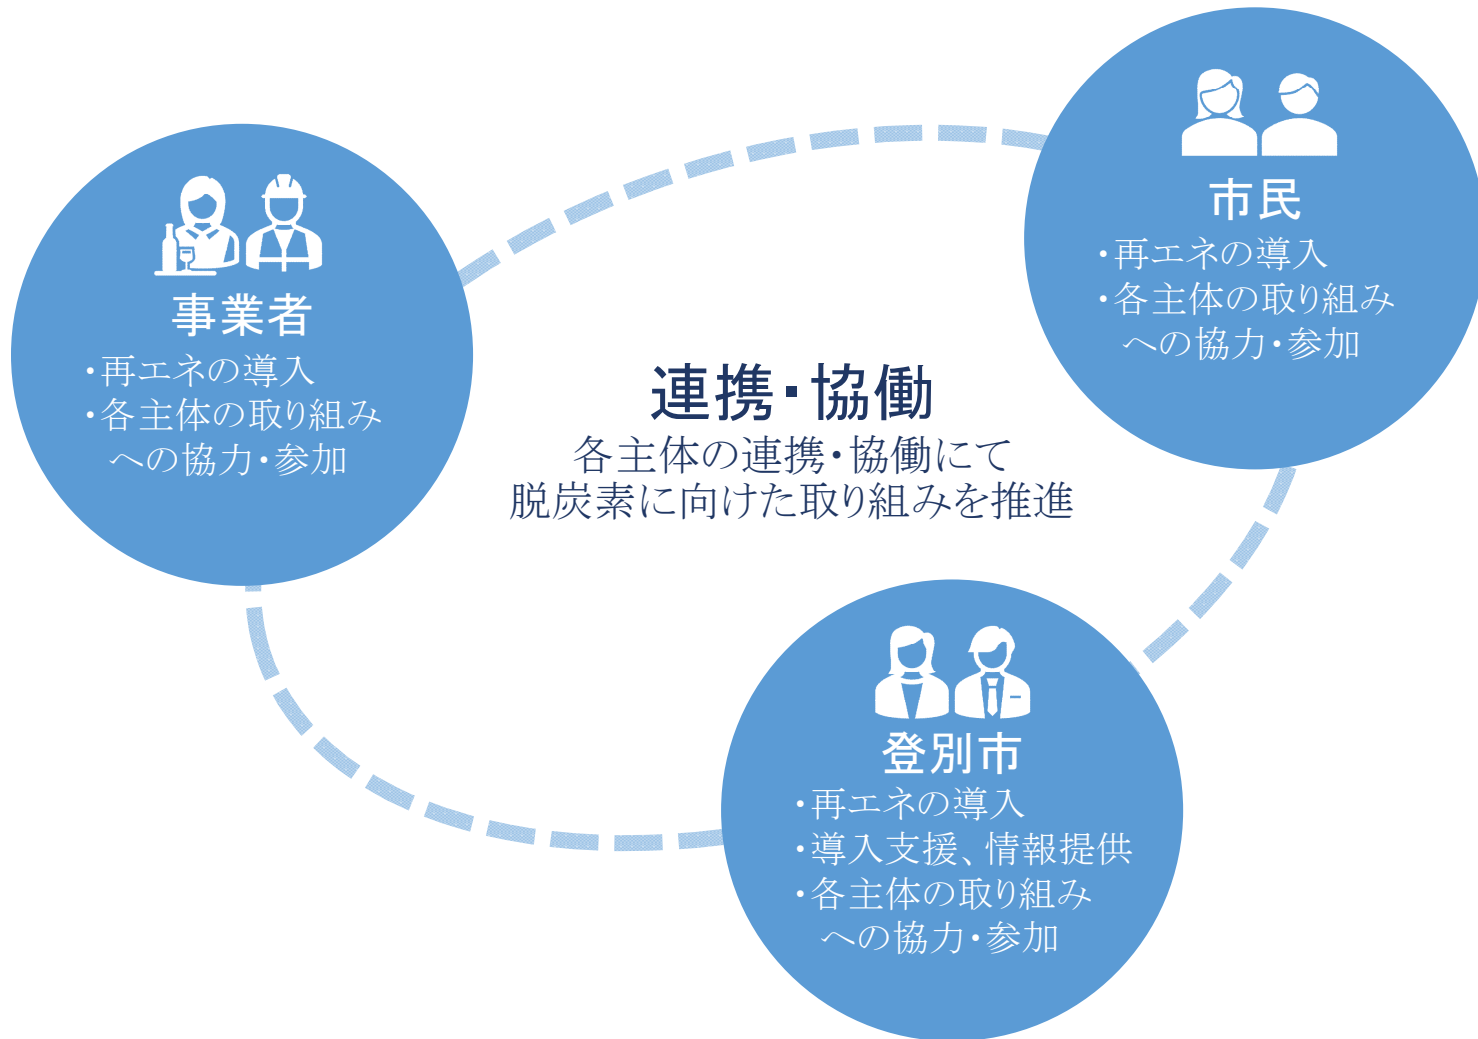 市民
・再エネの導入
・各主体の取り組み
への協力・参加
事業者
・再エネの導入
・各主体の取り組み
への協力・参加
連携・協働
各主体の連携・協働にて
脱炭素に向けた取り組みを推進
登別市
・再エネの導入
・導入支援、情報提供
・各主体の取り組み
への協力・参加